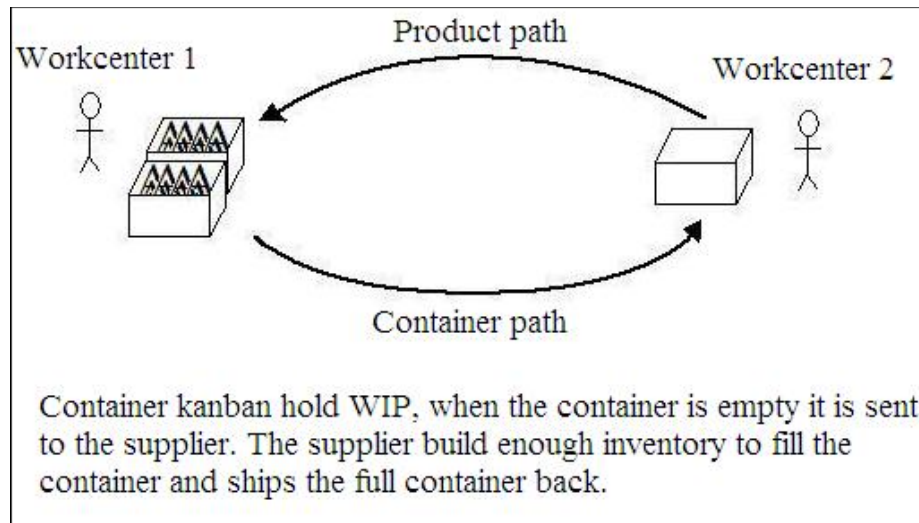 Product path
Workcenter 1
Workcenter 2
Container path
Container kanban hold WIP, when the container is empty it is sent
to the supplier. The supplier build enough inventory to fill the
container and ships the full container back.